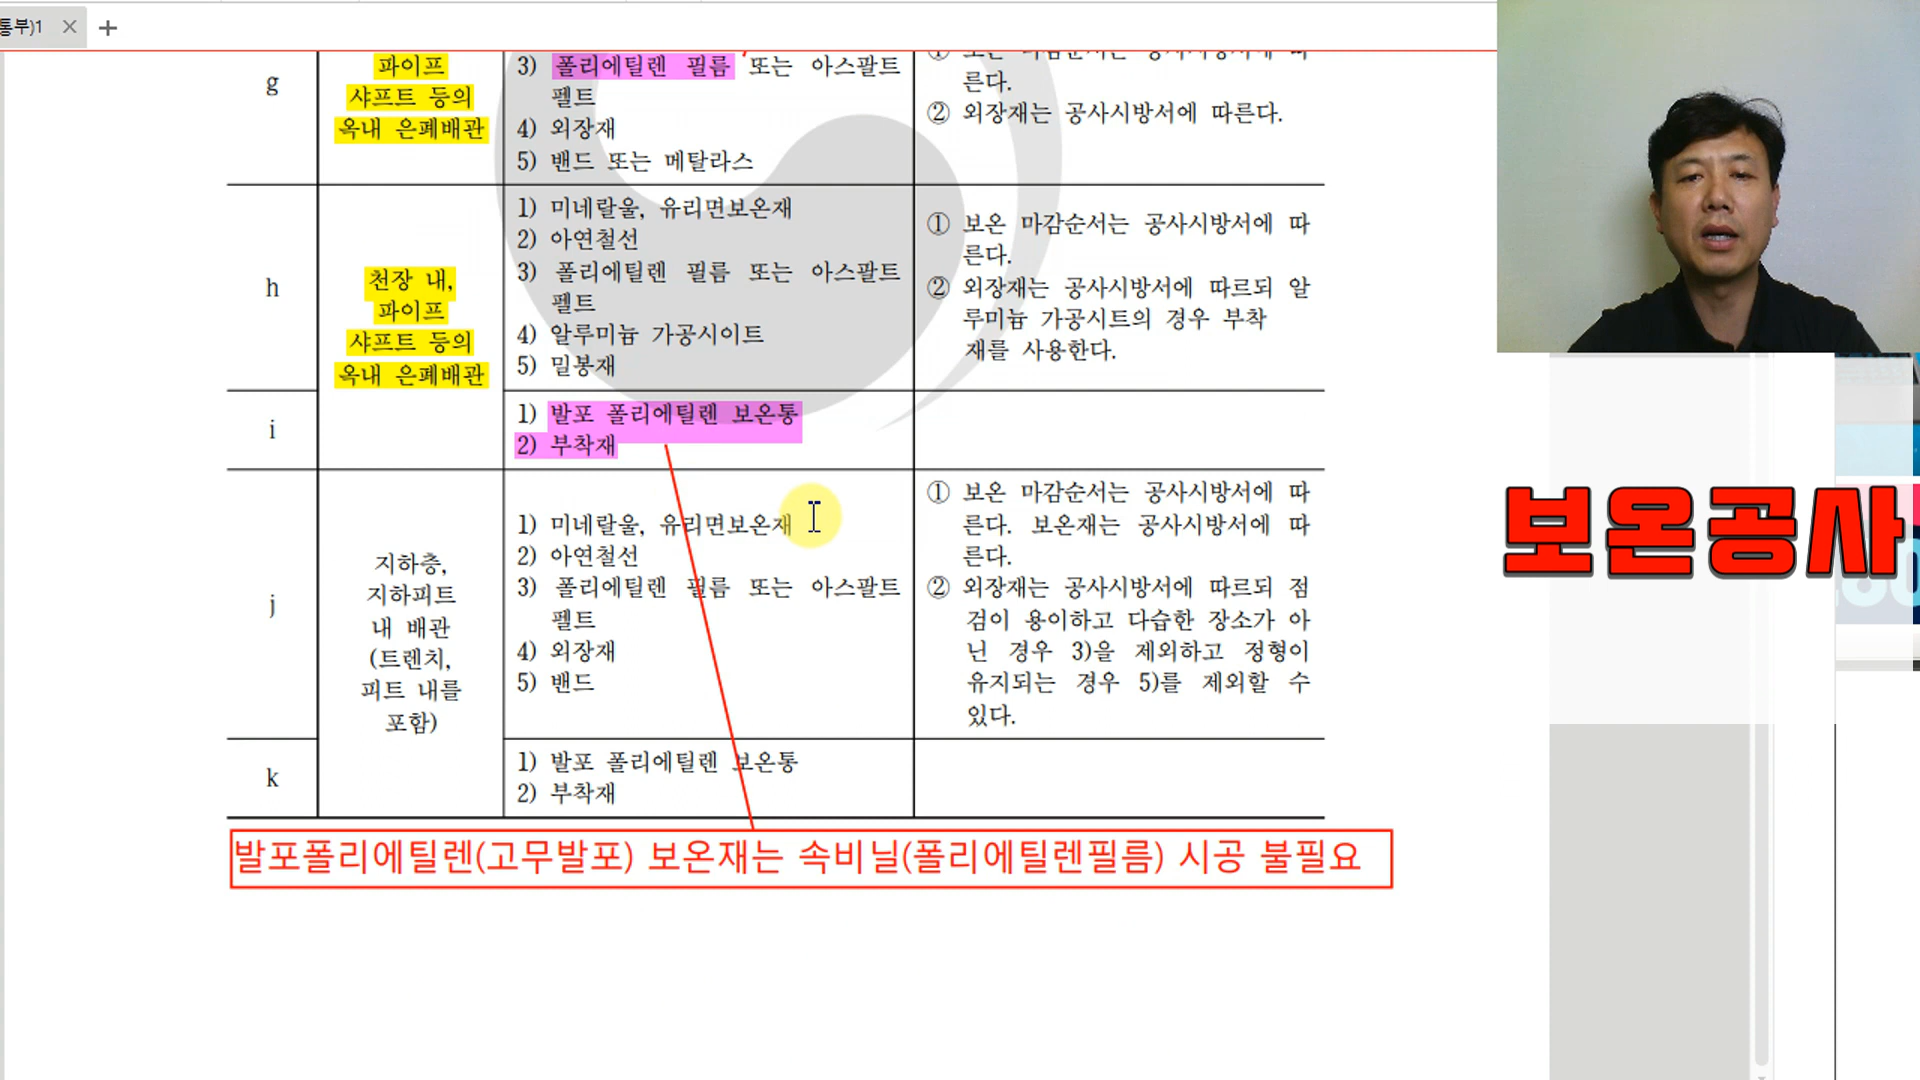 통부)1
g
파이프
샤프트 등의
옥내 은폐배관
3) 폴리에틸렌 필름 또는 아스팔트
펠트
4) 외장재
5) 밴드 또는 메탈라스
① 보온 마감순서는 공사시방서에 따
른다.
② 외장재는 공사시방서에 따른다.
h
천장 내,
파이프
샤프트 등의
옥내 은폐배관
1) 미네랄울, 유리면보온재
2) 아연철선
3) 폴리에틸렌 필름 또는 아스팔트
펠트
4) 알루미늄 가공시이트
5) 밀봉재
① 보온 마감순서는 공사시방서에 따
른다.
② 외장재는 공사시방서에 따르되 알
루미늄 가공시트의 경우 부착
재를 사용한다.
i
1) 발포 폴리에틸렌 보온통
2) 부착재
j
지하층,
지하피트
내 배관
(트렌치,
피트 내를
포함)
1) 미네랄울, 유리면보온재
2) 아연철선
3) 폴리에틸렌 필름 또는 아스팔트
펠트
4) 외장재
5) 밴드
① 보온 마감순서는 공사시방서에 따
른다. 보온재는 공사시방서에 따
른다.
② 외장재는 공사시방서에 따르되 점
검이 용이하고 다습한 장소가 아
닌 경우 3)을 제외하고 정형이
유지되는 경우 5)를 제외할 수
있다.
k
1) 발포 폴리에틸렌 보온통
2) 부착재
발포폴리에틸렌(고무발포) 보온재는 속비닐(폴리에틸렌필름) 시공 불필요
보온공사